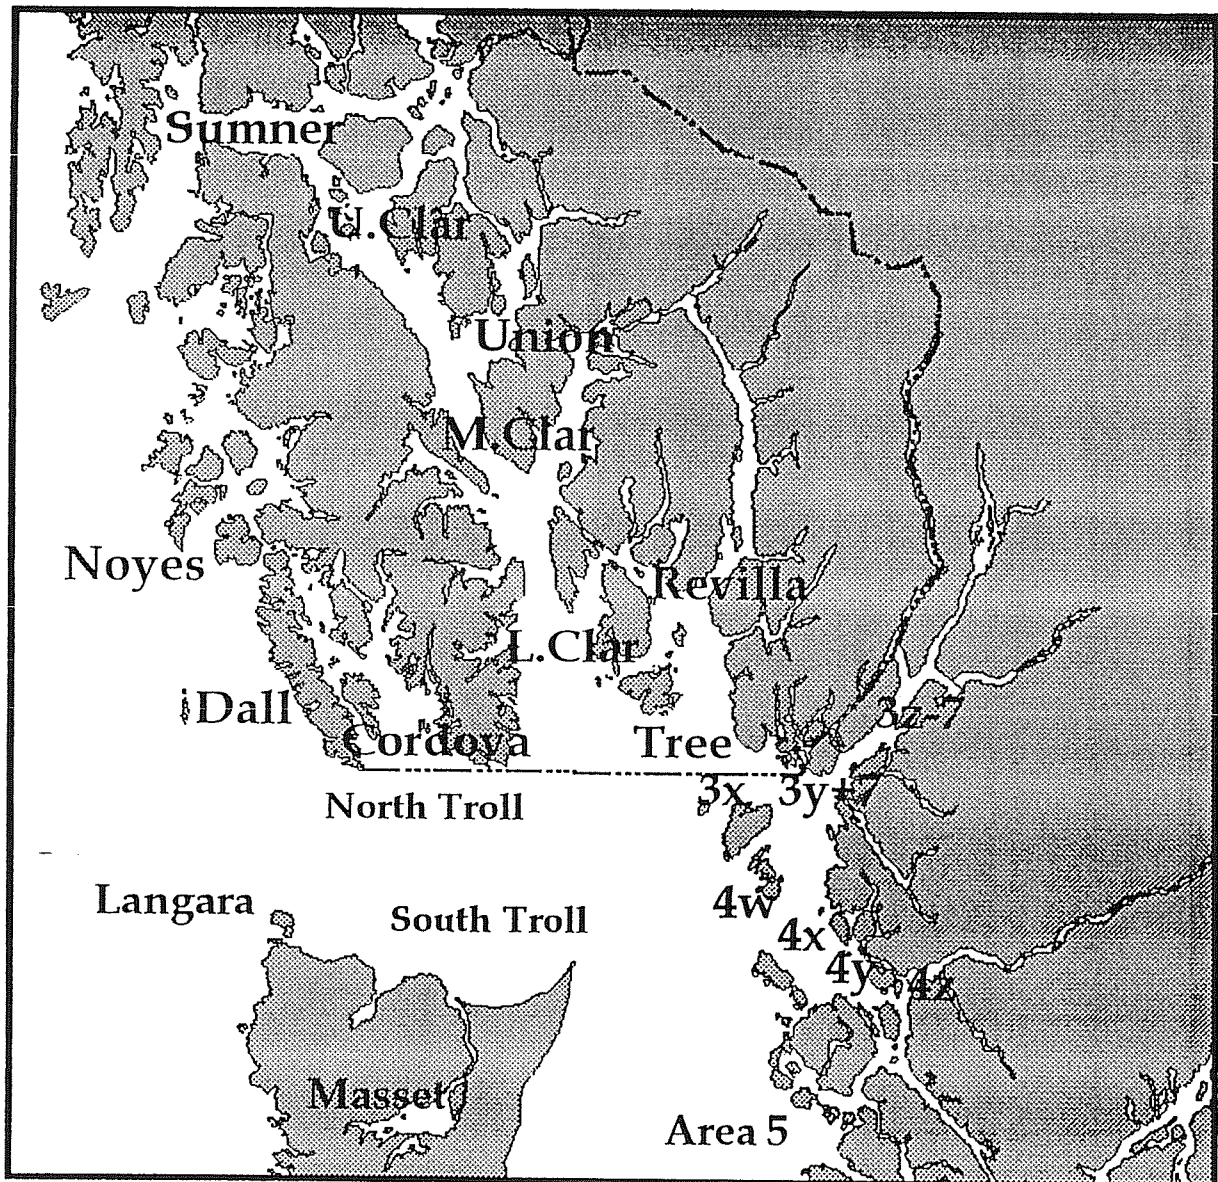 Sumner
U.Clar
Union
M.Clar
Noyes
Revilla
L.Clar
Dall
3z-7
Cordova
Tree
3x
3y+
North Troll
Langara
4w
South Troll
4x
4y
4z
Masset
Area 5